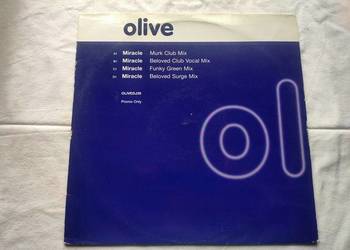 olive
Miracle Murk Club Mix
Miracle Beloved Club Vocal Mix
Miracle Funky Green Mix
Miracle Beloved Surge Mix
Promo Only
ol